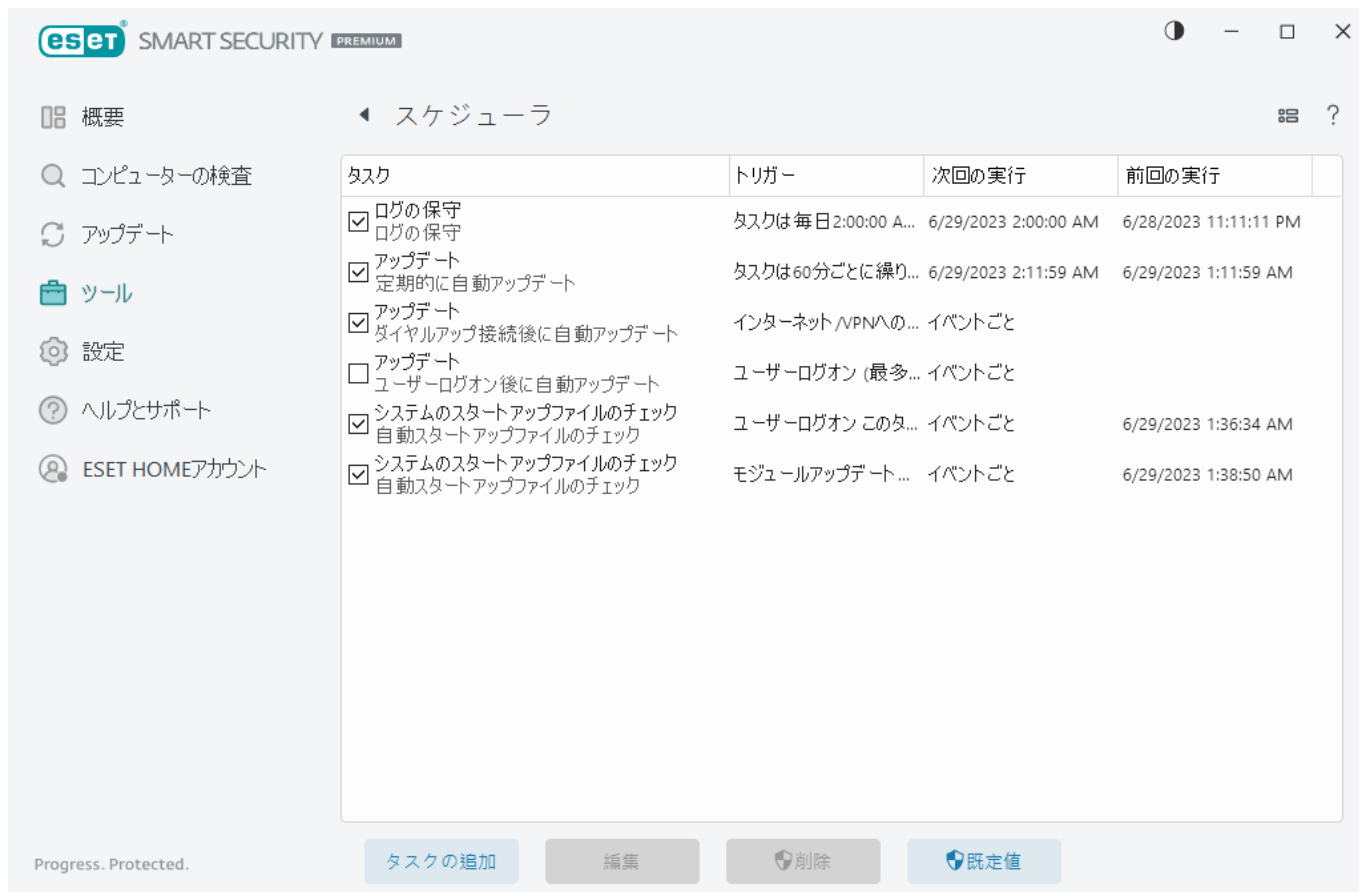 eset® SMART SECURITY PREMIUM
概要
コンピューターの検査
アップデート
ツール
設定
ヘルプとサポート
ESET HOMEアカウント
スケジューラ
?
タスク トリガー 次回の実行 前回の実行
ログの保守
ログの保守
タスクは毎日2:00:00 A... 6/29/2023 2:00:00 AM 6/28/2023 11:11:11 PM
アップデート
定期的に自動アップデート
タスクは60分ごとに繰り... 6/29/2023 2:11:59 AM 6/29/2023 1:11:59 AM
アップデート
ダイヤルアップ接続後に自動アップデート
インターネット/VPNへの... イベントごと
アップデート
ユーザーログオン後に自動アップデート
ユーザーログオン (最多... イベントごと
システムのスタートアップファイルのチェック
自動スタートアップファイルのチェック
ユーザーログオン このタ... イベントごと 6/29/2023 1:36:34 AM
システムのスタートアップファイルのチェック
自動スタートアップファイルのチェック
モジュールアップデート ... イベントごと 6/29/2023 1:38:50 AM
Progress. Protected.
タスクの追加 編集 削除 既定値